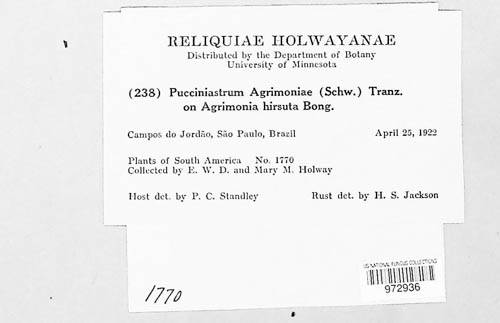 RELIQUIAE HOLWAYANAE
Distributed by the Department of Botany
University of Minnesota
(238) Pucciniastrum Agrimoniae (Schw.) Tranz.
on Agrimonia hirsuta Bong.
Campos do Jordão, São Paulo, Brazil April 25, 1922
Plants of South America No. 1770
Collected by E. W. D. and Mary M. Holway
Host det. by P. C. Standley Rust det. by H. S. Jackson
US NATIONAL FUNGUS COLLECTIONS
972936
1770